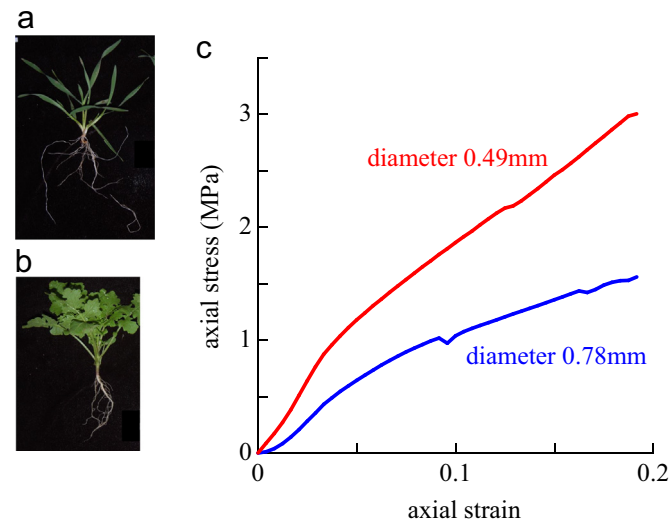 a
b
c
axial stress (MPa)
3
2
1
0
diameter 0.49mm
diameter 0.78mm
0
0.1
0.2
axial strain